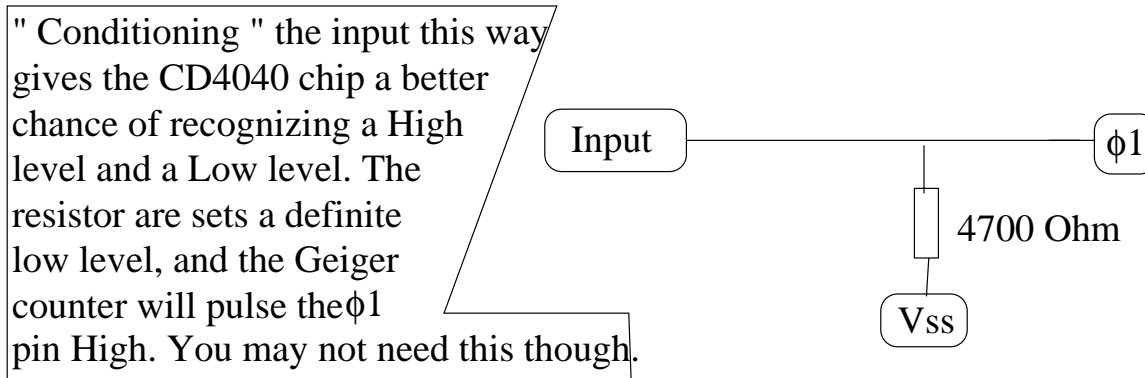 " Conditioning " the input this way
gives the CD4040 chip a better
chance of recognizing a High
level and a Low level. The
resistor are sets a definite
low level, and the Geiger
counter will pulse theϕ1
pin High. You may not need this though.
Input
ϕ1
4700 Ohm
Vss